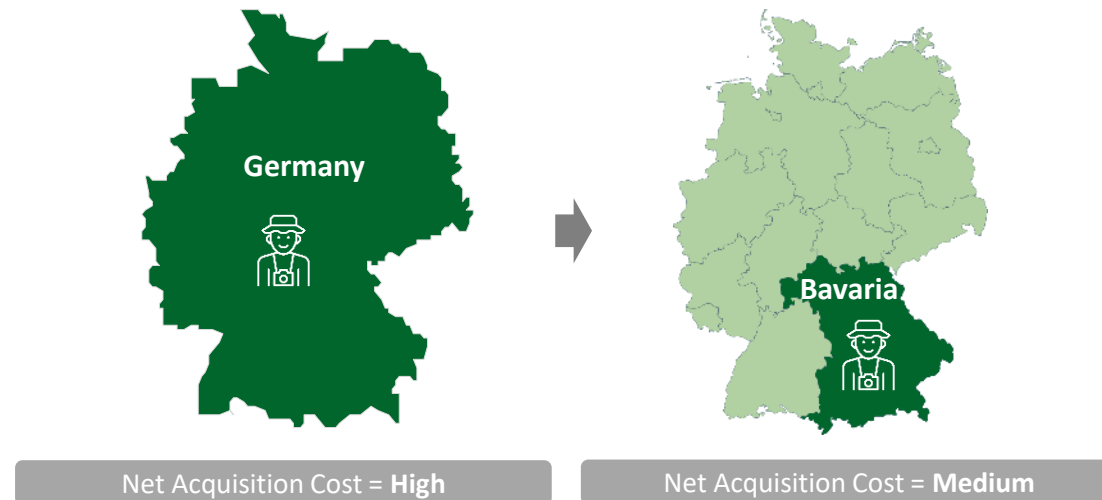 Germany
Bavaria
Net Acquisition Cost = High
Net Acquisition Cost = Medium